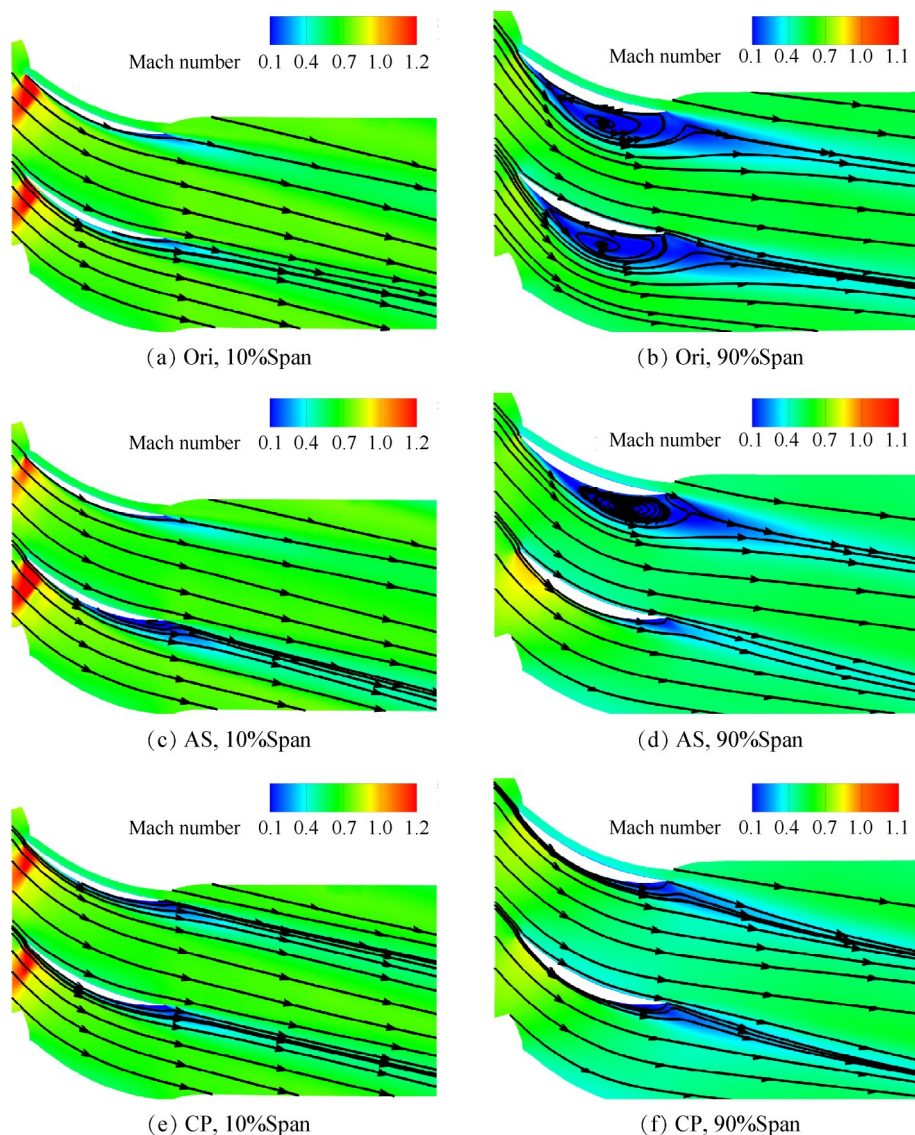 Mach number 0.1 0.4 0.7 1.0 1.2
Mach number 0.1 0.4 0.7 1.0 1.1
(a) Ori, 10%Span
(b) Ori, 90%Span
Mach number 0.1 0.4 0.7 1.0 1.2
Mach number 0.1 0.4 0.7 1.0 1.1
(c) AS, 10%Span
(d) AS, 90%Span
Mach number 0.1 0.4 0.7 1.0 1.2
Mach number 0.1 0.4 0.7 1.0 1.1
(e) CP, 10%Span
(f) CP, 90%Span